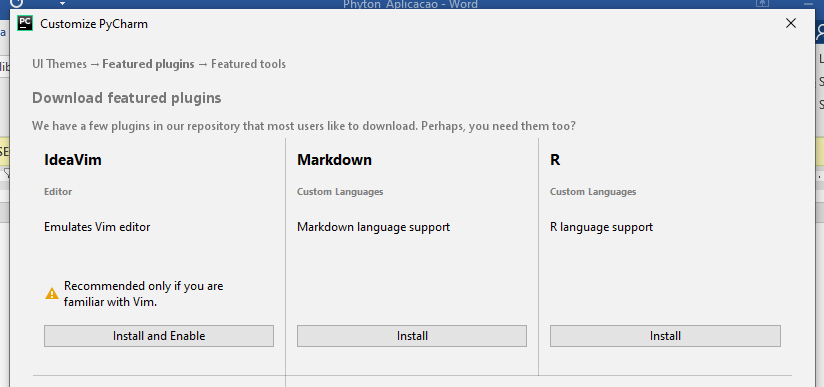 Phyton_Aplicacao - Word
Customize PyCharm
UI Themes → Featured plugins → Featured tools
Download featured plugins
We have a few plugins in our repository that most users like to download. Perhaps, you need them too?
IdeaVim
Markdown
R
Editor
Custom Languages
Custom Languages
Emulates Vim editor
Markdown language support
R language support
Recommended only if you are
familiar with Vim.
Install and Enable
Install
Install